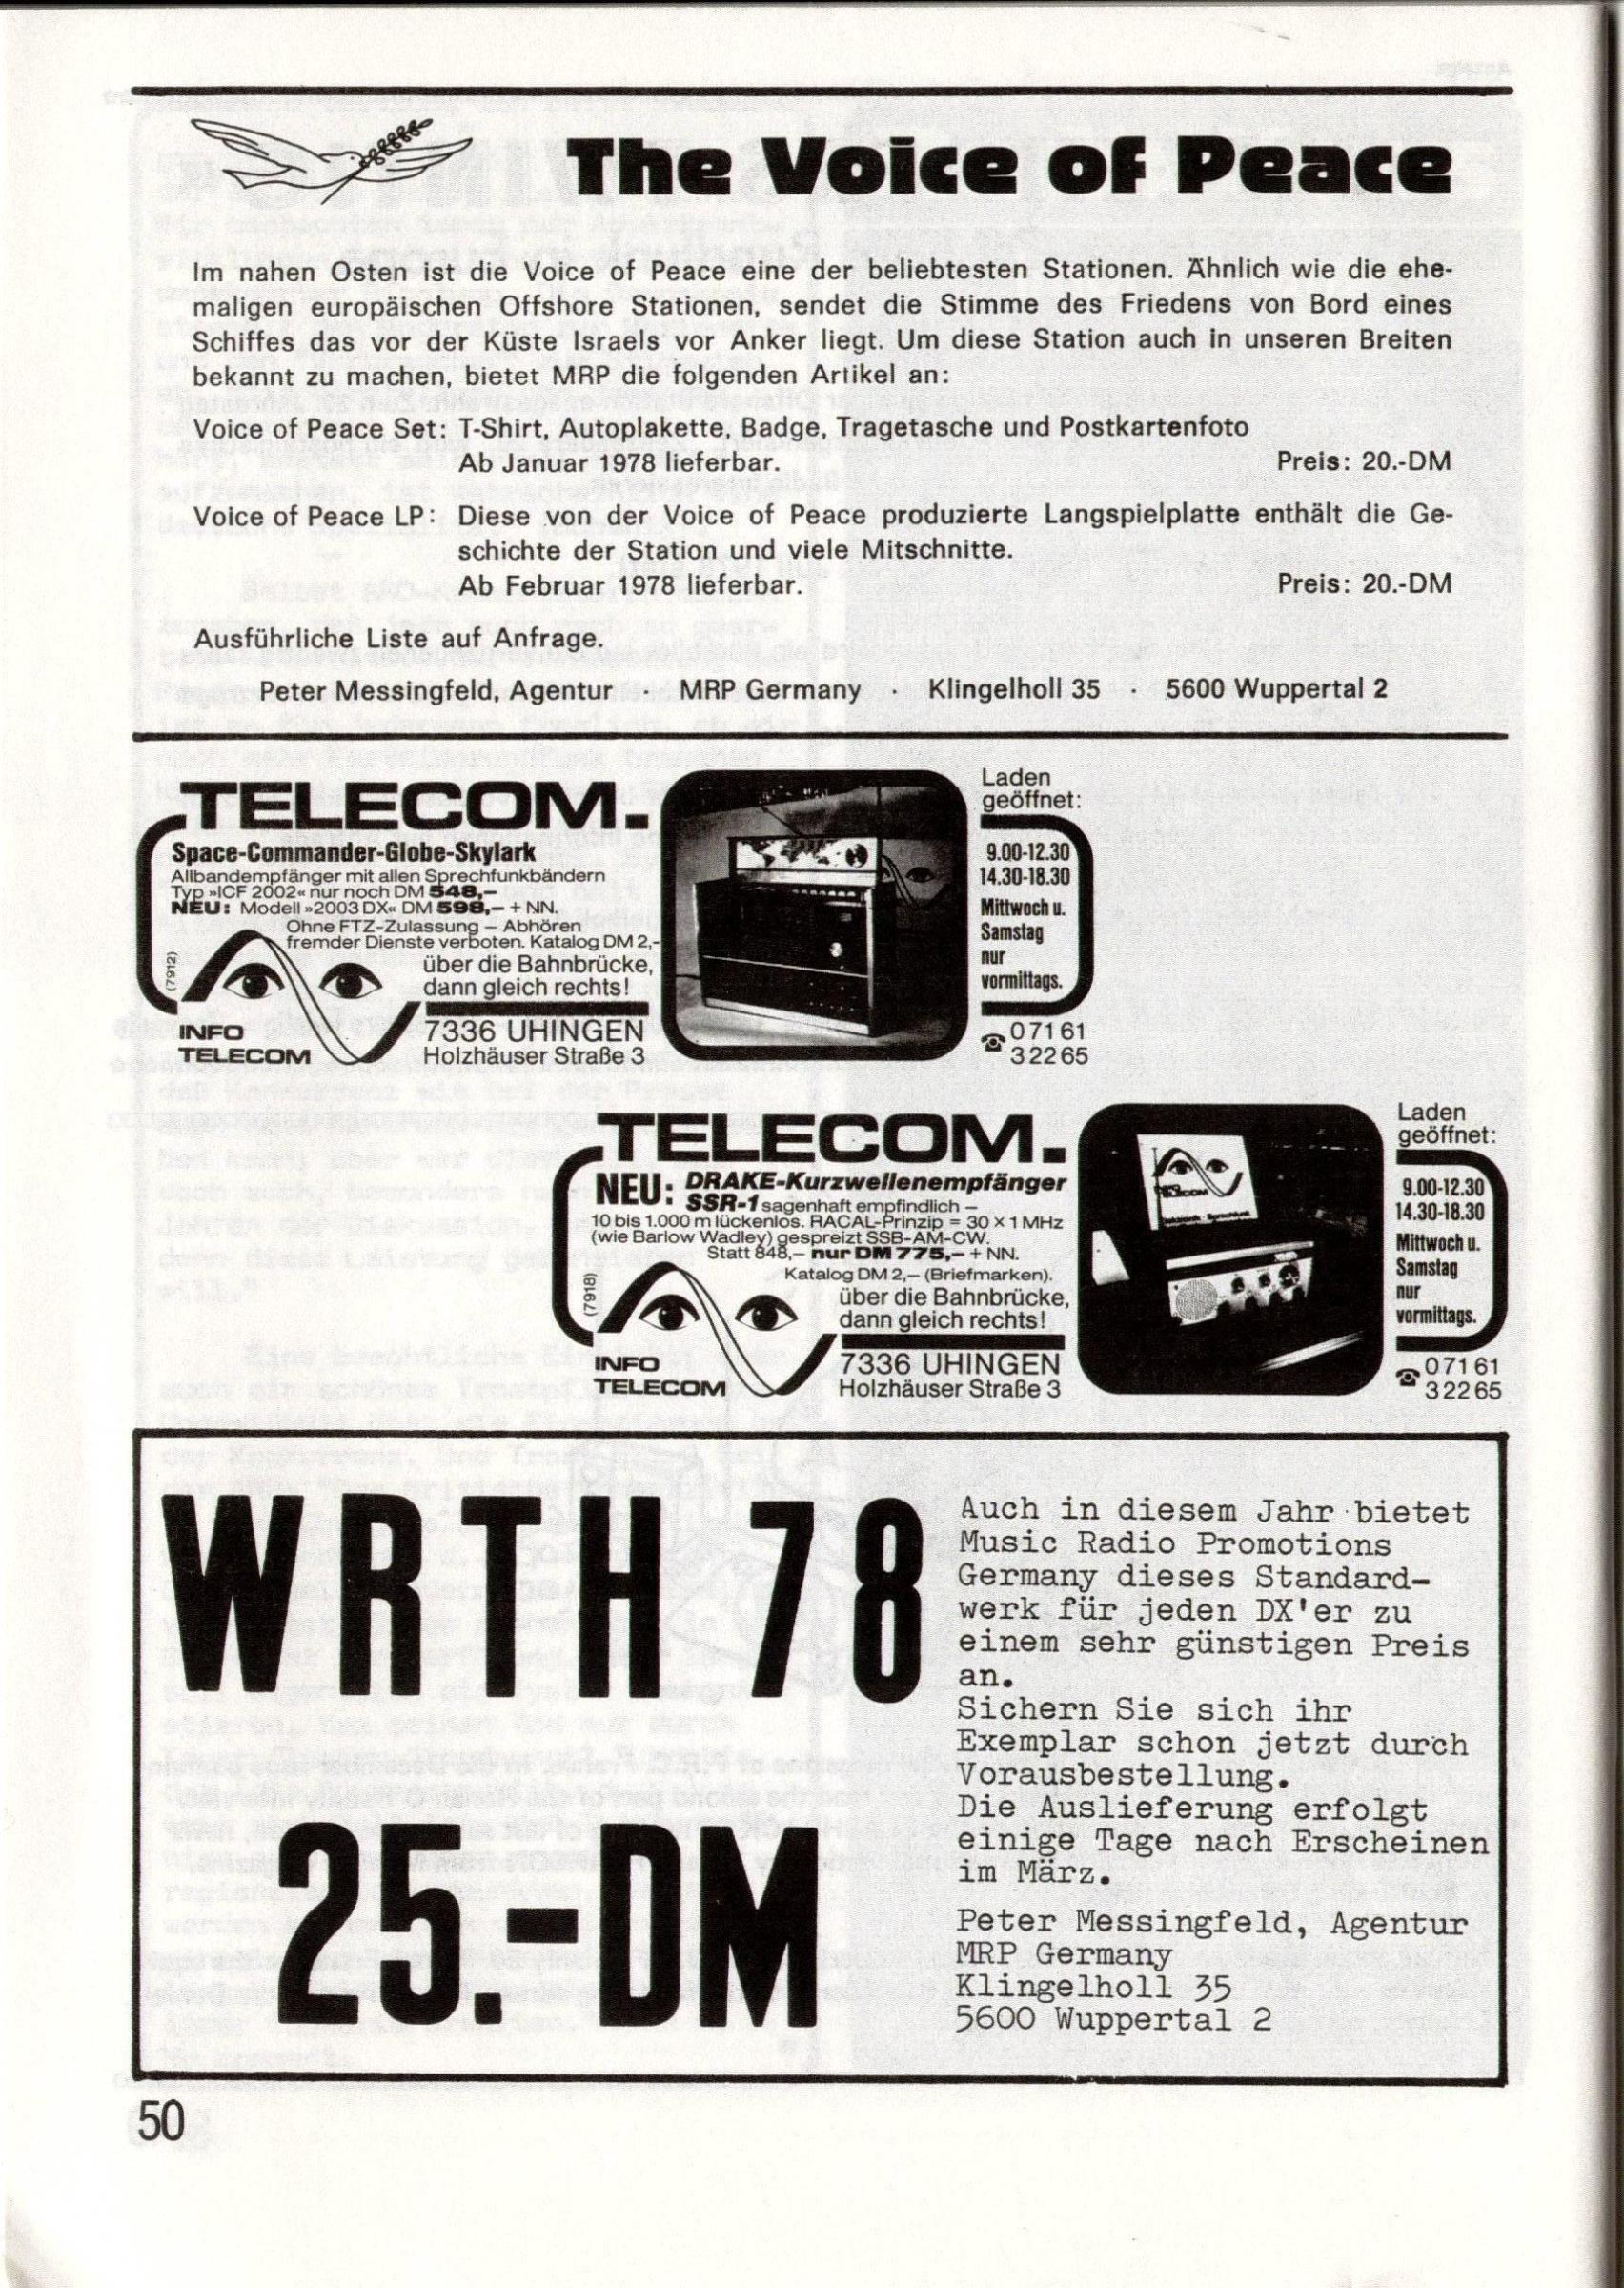 The Voice of Peace
Im nahen Osten ist die Voice of Peace eine der beliebtesten Stationen. Ähnlich wie die ehe-
maligen europäischen Offshore Stationen, sendet die Stimme des Friedens von Bord eines
Schiffes das vor der Küste Israels vor Anker liegt. Um diese Station auch in unseren Breiten
bekannt zu machen, bietet MRP die folgenden Artikel an:
Voice of Peace Set: T-Shirt, Autoplakette, Badge, Tragetasche und Postkartenfoto
Ab Januar 1978 lieferbar. Preis: 20.-DM
Voice of Peace LP: Diese von der Voice of Peace produzierte Langspielplatte enthält die Ge-
schichte der Station und viele Mitschnitte.
Ab Februar 1978 lieferbar. Preis: 20.-DM
Ausführliche Liste auf Anfrage.
Peter Messingfeld, Agentur · MRP Germany · Klingelholl 35 · 5600 Wuppertal 2
TELECOM.
Space-Commander-Globe-Skylark
Allbandempfänger mit allen Sprechfunkbändern
Typ »ICF 2002« nur noch DM 548,–
NEU: Modell »2003 DX« DM 598,– + NN.
Ohne FTZ-Zulassung – Abhören
fremder Dienste verboten. Katalog DM 2,-
über die Bahnbrücke,
dann gleich rechts!
(7912)
INFO
TELECOM
7336 UHINGEN
Holzhäuser Straße 3
Laden
geöffnet:
9.00-12.30
14.30-18.30
Mittwoch u.
Samstag
nur
vormittags.
☎ 07161
32265
TELECOM.
NEU: DRAKE-Kurzwellenempfänger
SSR-1 sagenhaft empfindlich –
10 bis 1.000 m lückenlos. RACAL-Prinzip = 30 × 1 MHz
(wie Barlow Wadley) gespreizt SSB-AM-CW.
Statt 848,– nur DM 775,– + NN.
Katalog DM 2,– (Briefmarken).
über die Bahnbrücke,
dann gleich rechts!
(7918)
INFO
TELECOM
7336 UHINGEN
Holzhäuser Straße 3
Laden
geöffnet:
9.00-12.30
14.30-18.30
Mittwoch u.
Samstag
nur
vormittags.
☎ 07161
32265
WRTH 78
25.-DM
Auch in diesem Jahr bietet
Music Radio Promotions
Germany dieses Standard-
werk für jeden DX'er zu
einem sehr günstigen Preis
an.
Sichern Sie sich ihr
Exemplar schon jetzt durch
Vorausbestellung.
Die Auslieferung erfolgt
einige Tage nach Erscheinen
im März.
Peter Messingfeld, Agentur
MRP Germany
Klingelholl 35
5600 Wuppertal 2
50